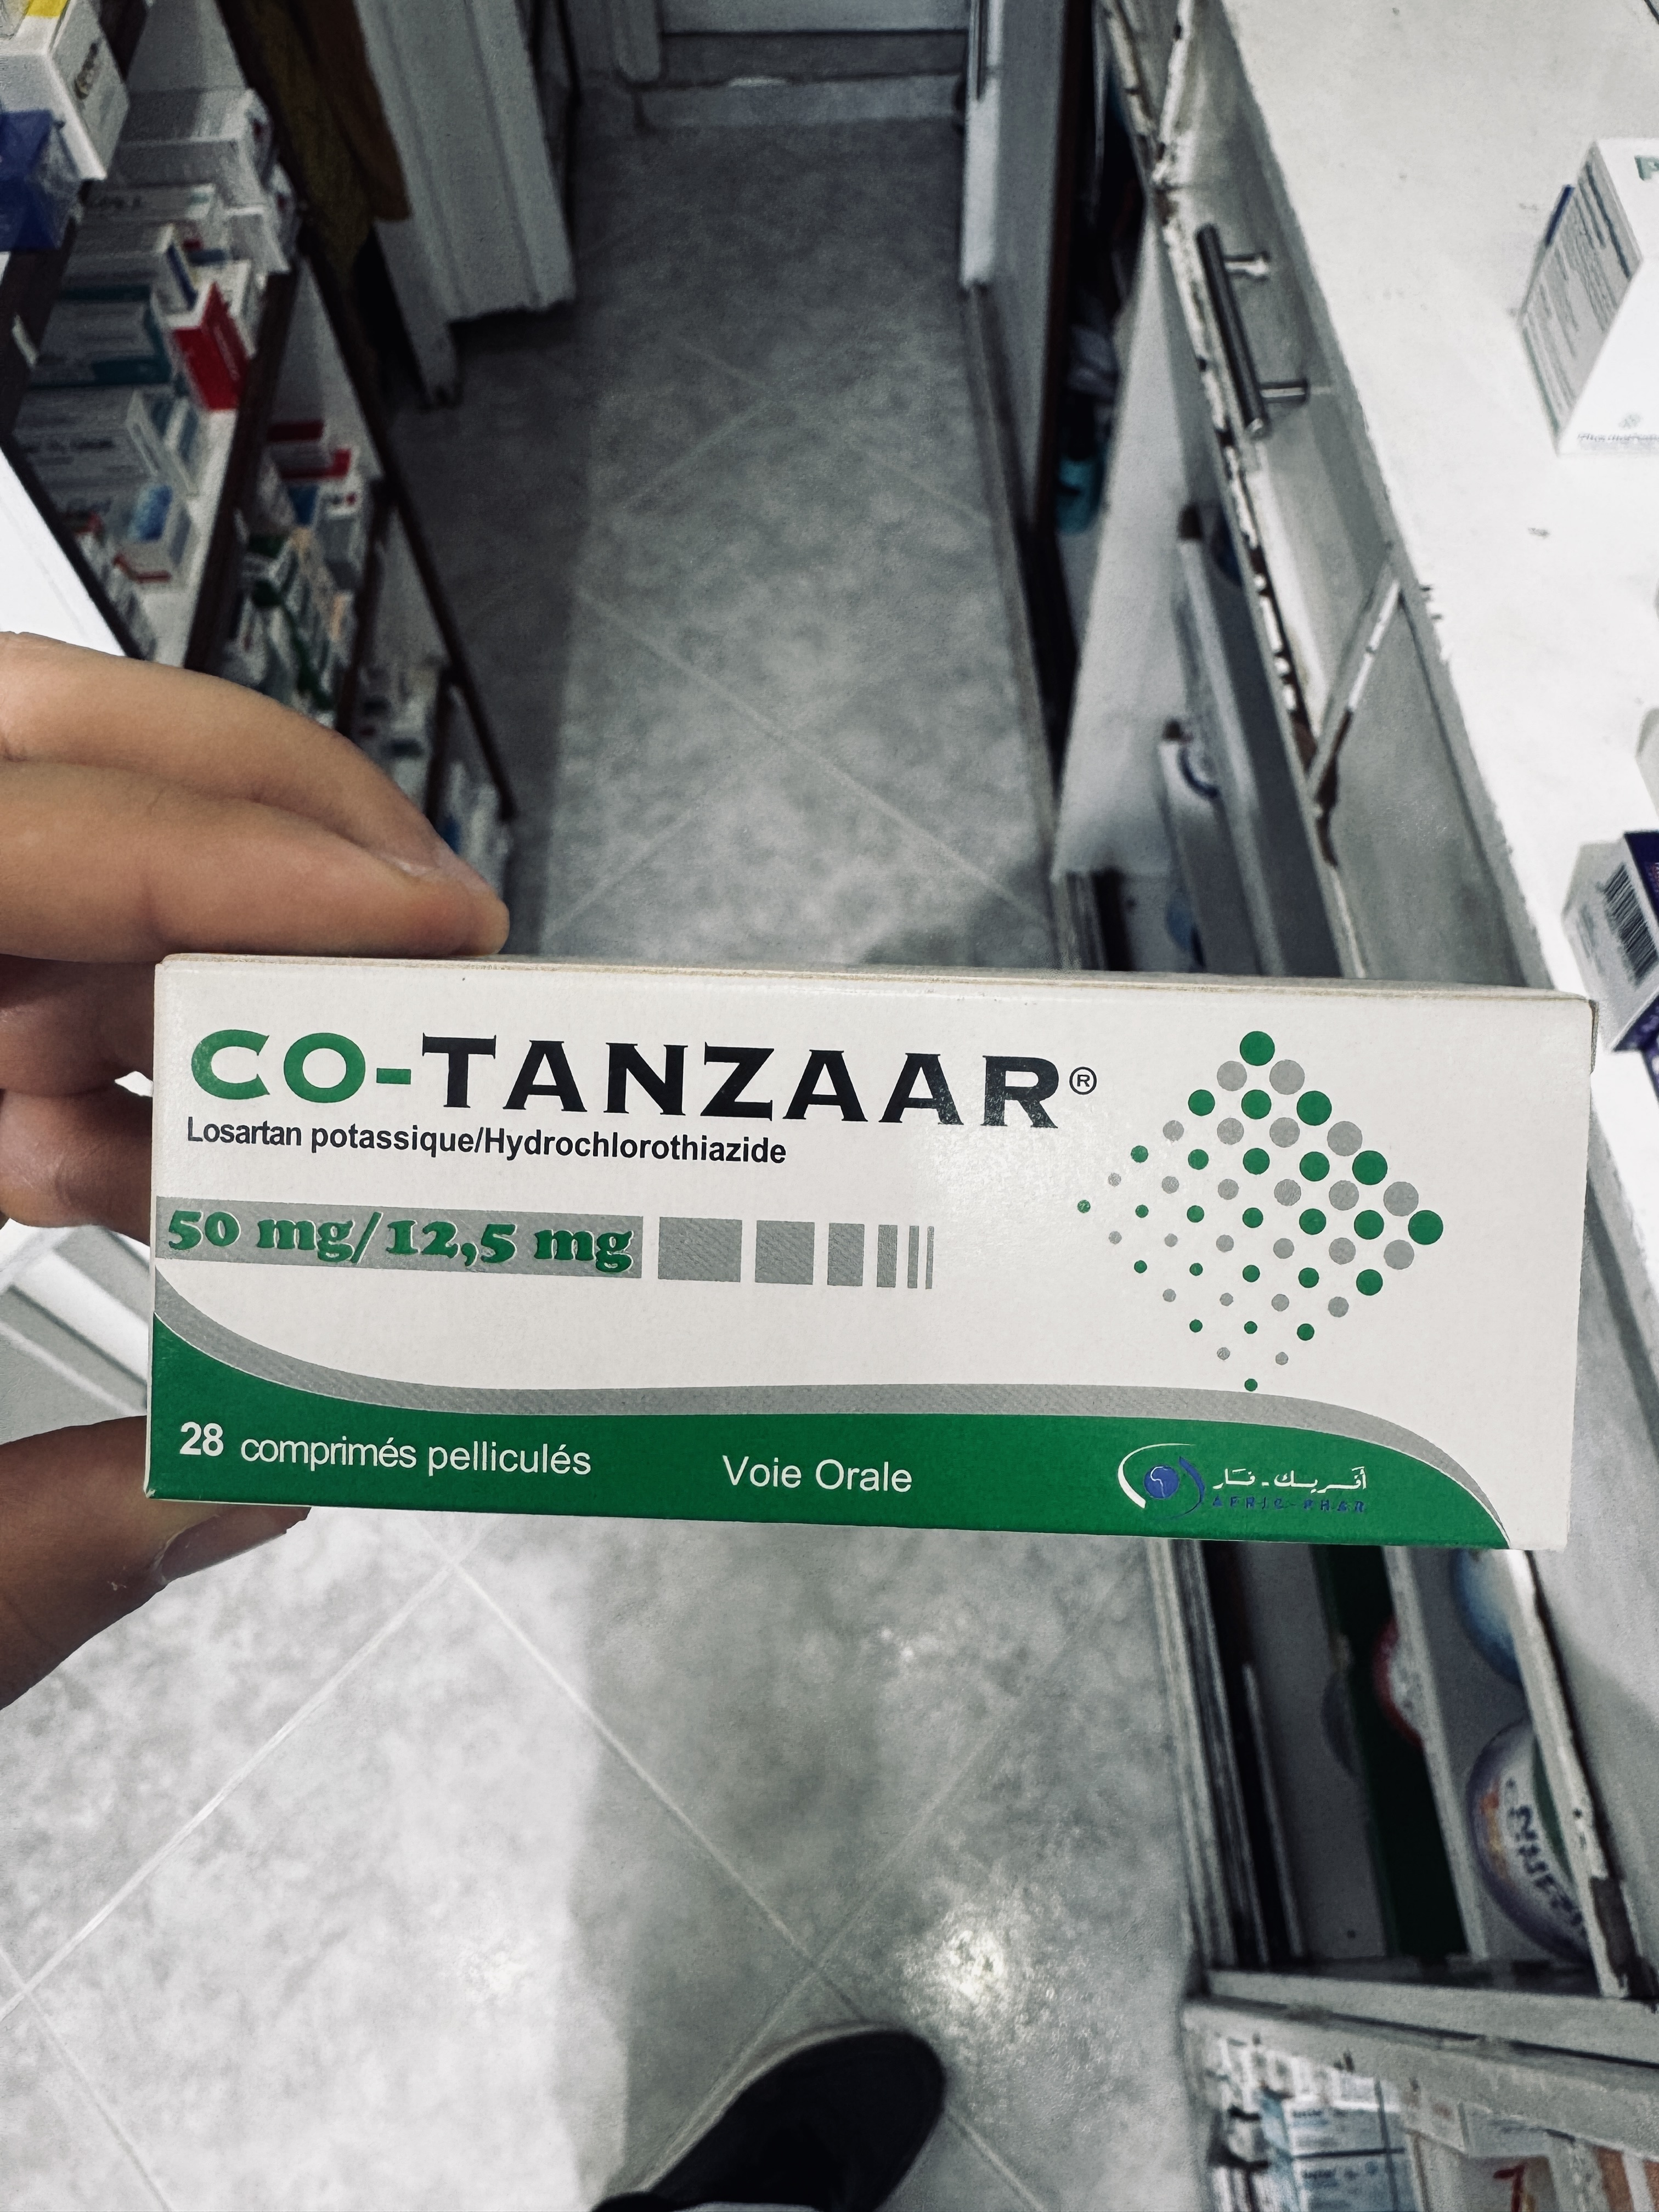 CO-TANZAAR®
Losartan potassique/Hydrochlorothiazide
50 mg/12,5 mg
28 comprimés pelliculés
Voie Orale
أفريك-فار
AFRIC-PHAR